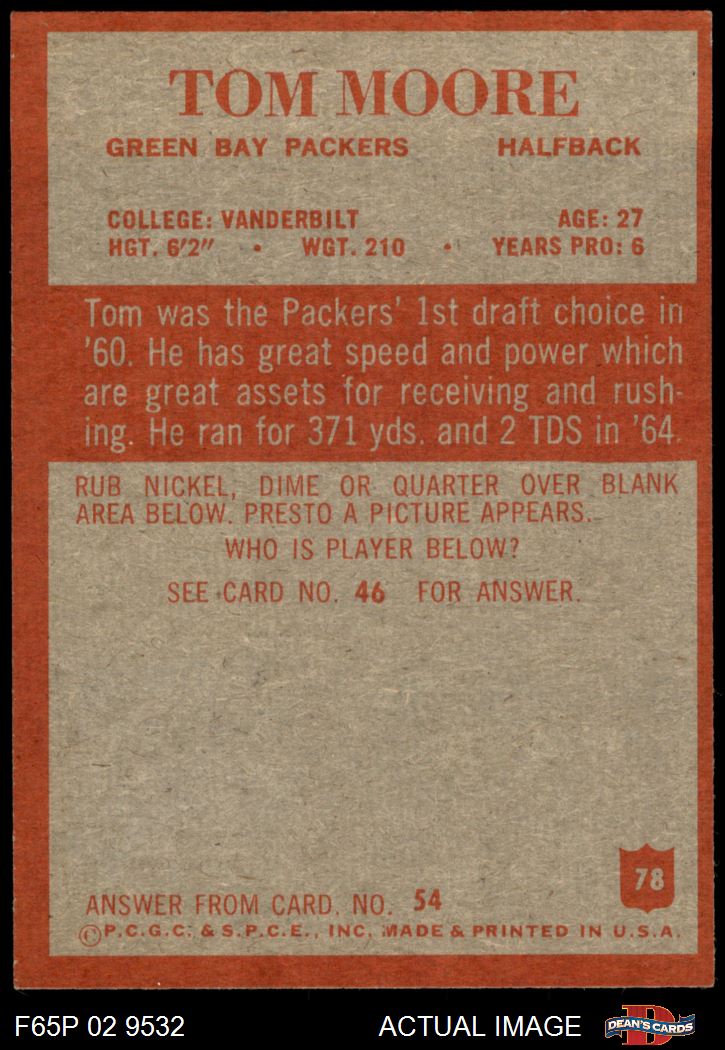 TOM MOORE
GREEN BAY PACKERS HALFBACK
COLLEGE: VANDERBILT AGE: 27
HGT. 6'2" • WGT. 210 • YEARS PRO: 6
Tom was the Packers' 1st draft choice in
'60. He has great speed and power which
are great assets for receiving and rush-
ing. He ran for 371 yds. and 2 TDS in '64.
RUB NICKEL, DIME OR QUARTER OVER BLANK
AREA BELOW. PRESTO A PICTURE APPEARS.
WHO IS PLAYER BELOW?
SEE CARD NO. 46 FOR ANSWER.
78
ANSWER FROM CARD. NO. 54
©P.C.G.C. & S.P.C.E., INC. MADE & PRINTED IN U.S.A.
F65P 02 9532 ACTUAL IMAGE D DEAN'S CARDS